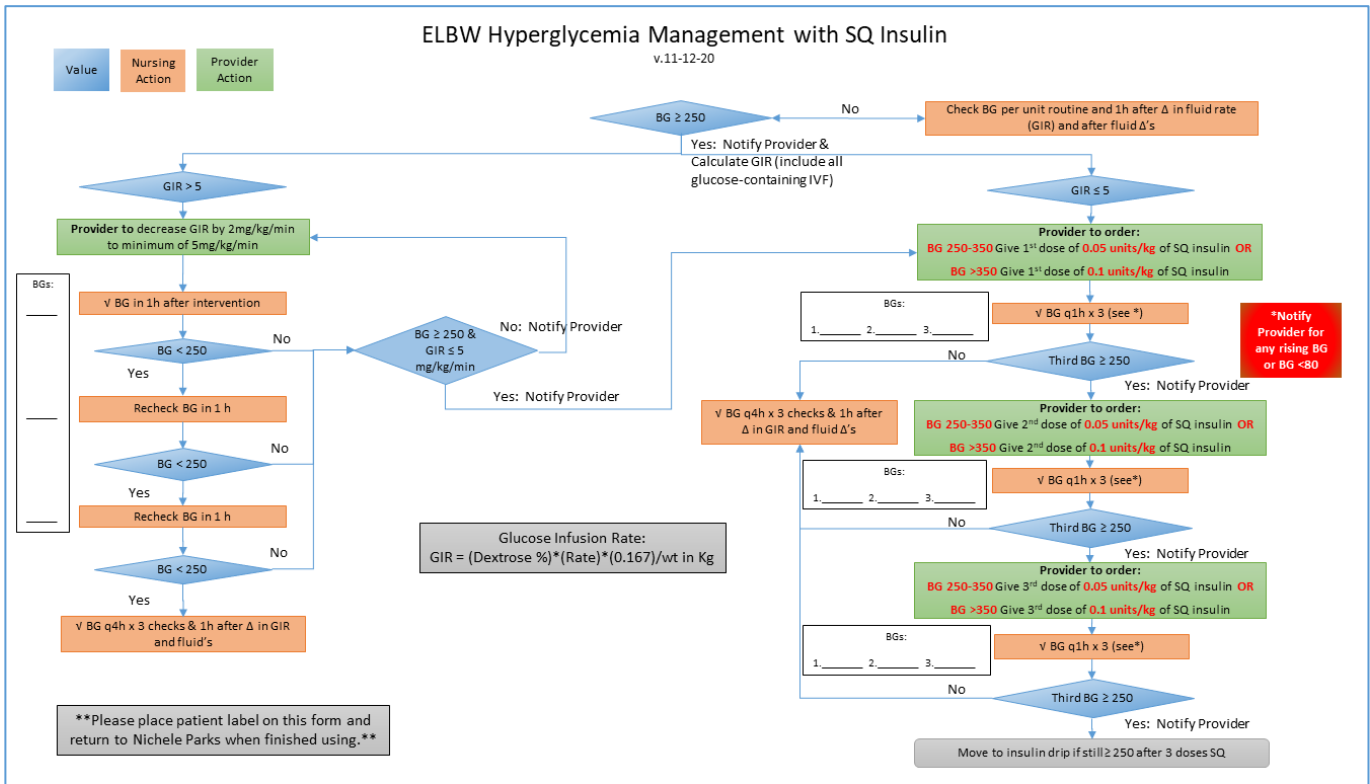 ELBW Hyperglycemia Management with SQ Insulin
v.11-12-20
Value
Nursing
Action
Provider
Action
BG ≥ 250
No
Check BG per unit routine and 1h after Δ in fluid rate
(GIR) and after fluid Δ's
Yes: Notify Provider &
Calculate GIR (include all
glucose-containing IVF)
GIR > 5
Provider to decrease GIR by 2mg/kg/min
to minimum of 5mg/kg/min
BGs:
√ BG in 1h after intervention
BG < 250
No
Yes
Recheck BG in 1 h
BG < 250
No
Yes
Recheck BG in 1 h
BG < 250
No
Yes
√ BG q4h x 3 checks & 1h after Δ in GIR
and fluid's
BG ≥ 250 &
GIR ≤ 5
mg/kg/min
No: Notify Provider
Yes: Notify Provider
GIR ≤ 5
Provider to order:
BG 250-350 Give 1st dose of 0.05 units/kg of SQ insulin OR
BG >350 Give 1st dose of 0.1 units/kg of SQ insulin
BGs:
1.______ 2.______ 3.______
√ BG q1h x 3 (see *)
*Notify
Provider for
any rising BG
or BG <80
Third BG ≥ 250
No
Yes: Notify Provider
√ BG q4h x 3 checks & 1h after
Δ in GIR and fluid Δ's
Provider to order:
BG 250-350 Give 2nd dose of 0.05 units/kg of SQ insulin OR
BG >350 Give 2nd dose of 0.1 units/kg of SQ insulin
BGs:
1.______ 2.______ 3.______
√ BG q1h x 3 (see*)
Third BG ≥ 250
No
Yes: Notify Provider
Provider to order:
BG 250-350 Give 3rd dose of 0.05 units/kg of SQ insulin OR
BG >350 Give 3rd dose of 0.1 units/kg of SQ insulin
BGs:
1.______ 2.______ 3.______
√ BG q1h x 3 (see*)
Third BG ≥ 250
No
Yes: Notify Provider
Move to insulin drip if still ≥ 250 after 3 doses SQ
Glucose Infusion Rate:
GIR = (Dextrose %)*(Rate)*(0.167)/wt in Kg
**Please place patient label on this form and
return to Nichele Parks when finished using.**